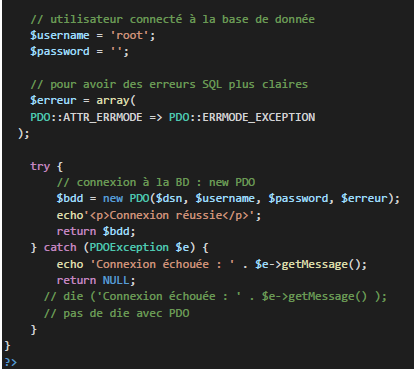 // utilisateur connecté à la base de donnée
$username = 'root';
$password = '';
// pour avoir des erreurs SQL plus claires
$erreur = array(
PDO::ATTR_ERRMODE => PDO::ERRMODE_EXCEPTION
);
try {
// connexion à la BD : new PDO
$bdd = new PDO($dsn, $username, $password, $erreur);
echo'<p>Connexion réussie</p>';
return $bdd;
} catch (PDOException $e) {
echo 'Connexion échouée : ' . $e->getMessage();
return NULL;
// die ('Connexion échouée : ' . $e->getMessage() );
// pas de die avec PDO
}
}
?>